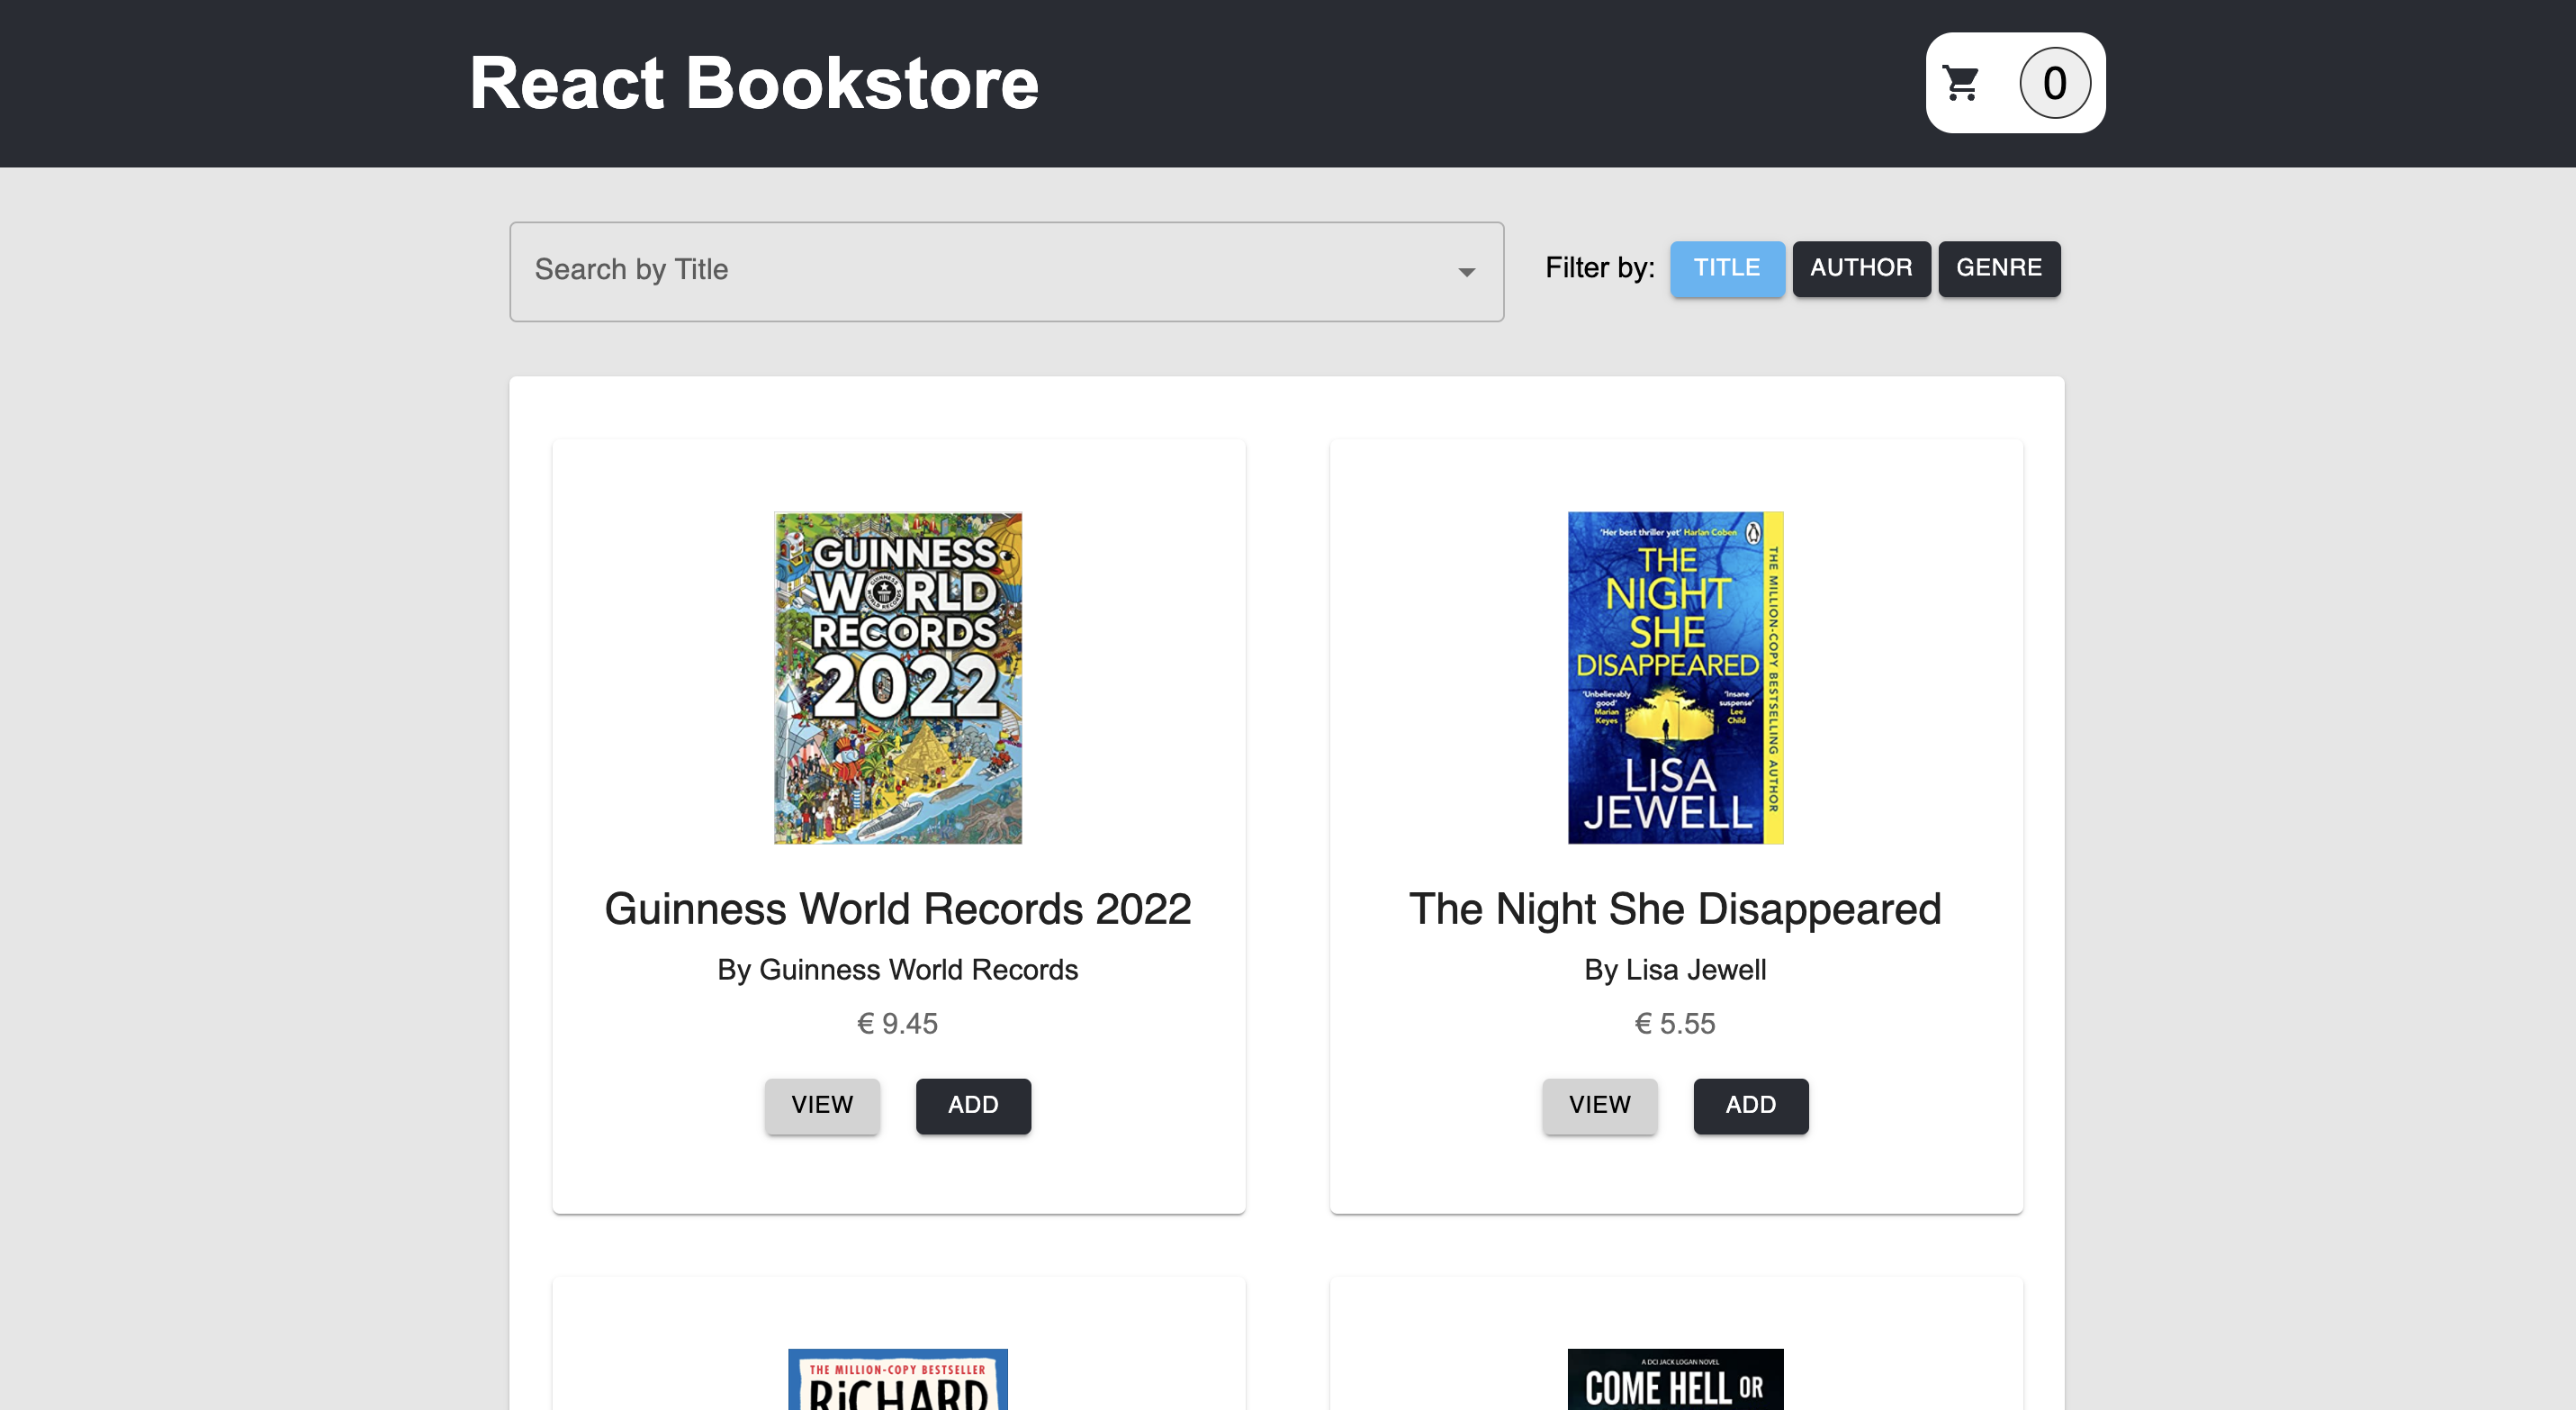 React Bookstore
0
Search by Title
Filter by:
TITLE
AUTHOR
GENRE
GUINNESS
WORLD
RECORDS
2022
Guinness World Records 2022
By Guinness World Records
€ 9.45
VIEW
ADD
'Her best thriller yet' Harlan Coben
THE
NIGHT
SHE
DISAPPEARED
'Unbelievably
good'
Marian
Keyes
'Insane
suspense'
Lee
Child
LISA
JEWELL
THE MILLION-COPY BESTSELLING AUTHOR
The Night She Disappeared
By Lisa Jewell
€ 5.55
VIEW
ADD
THE MILLION-COPY BESTSELLER
RiCHARD
A DCI JACK LOGAN NOVEL
COME HELL OR